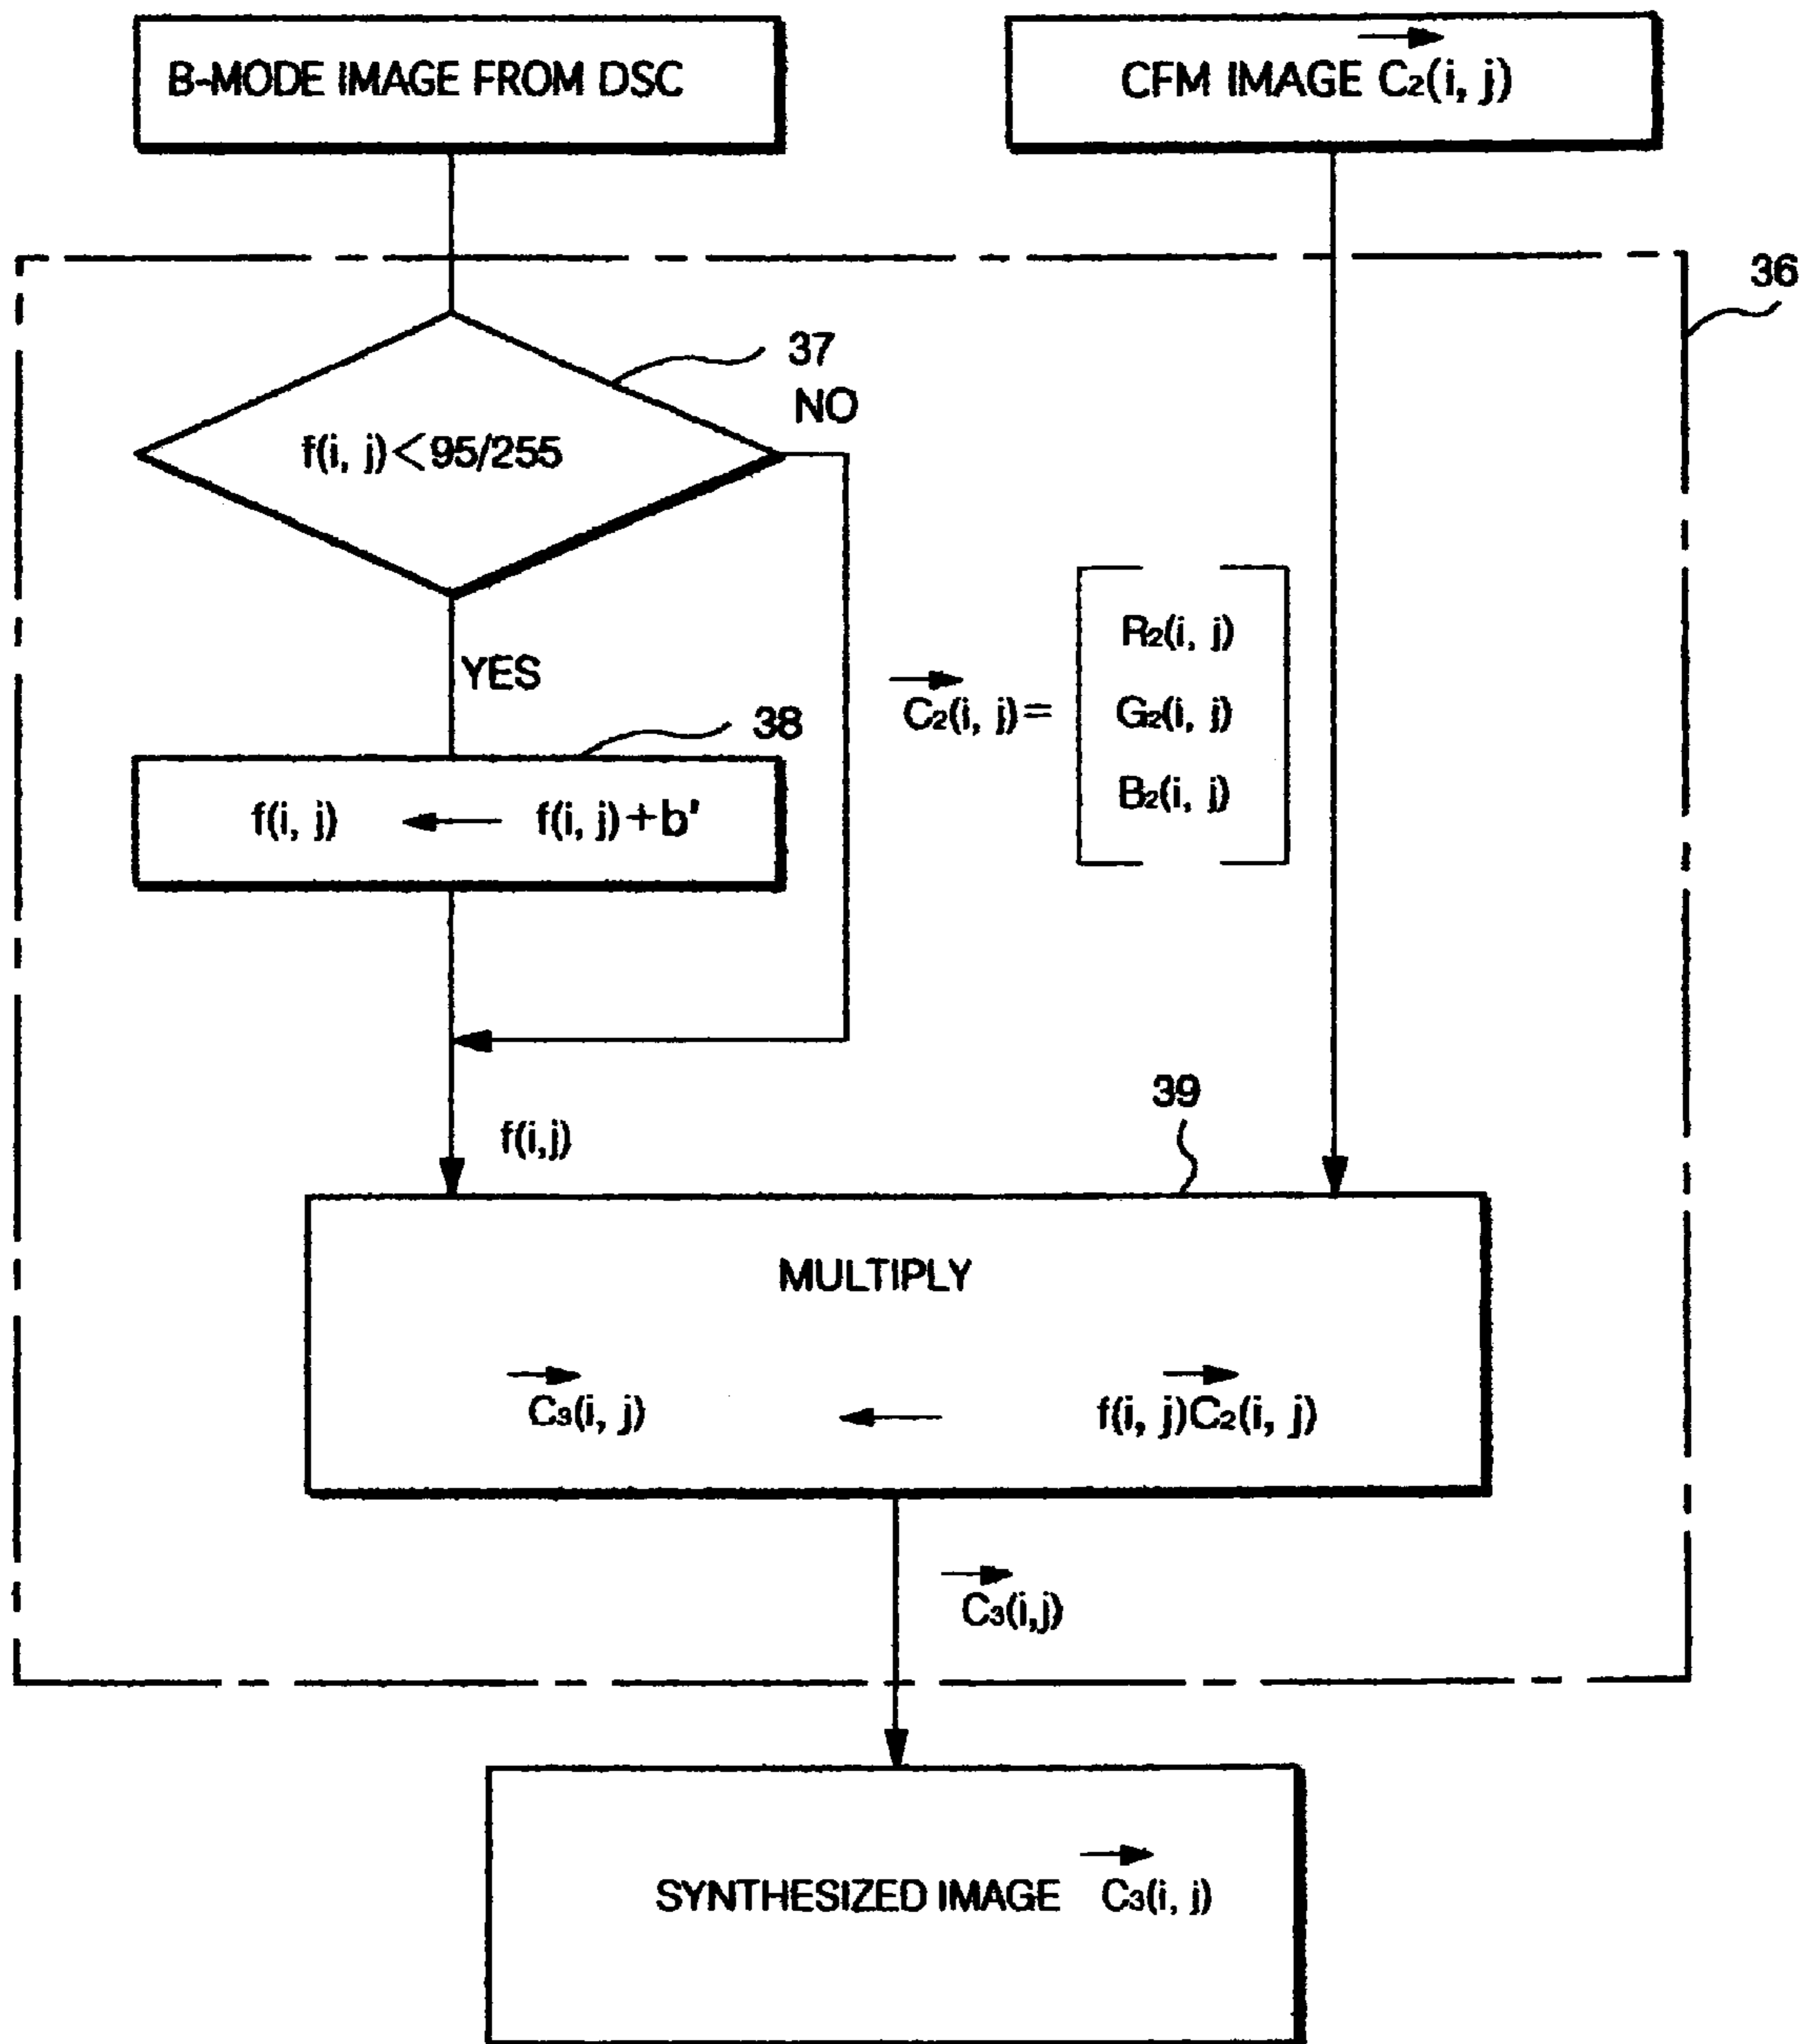 B-MODE IMAGE FROM DSC
CFM IMAGE C₂(i, j)
36
37
NO
f(i, j)<95/255
YES
38
f(i, j) ← f(i, j)+b'
C₂(i, j)=
R₂(i, j)
G₂(i, j)
B₂(i, j)
39
f(i,j)
MULTIPLY
C₃(i, j) ← f(i, j)C₂(i, j)
C₃(i,j)
SYNTHESIZED IMAGE C₃(i, j)